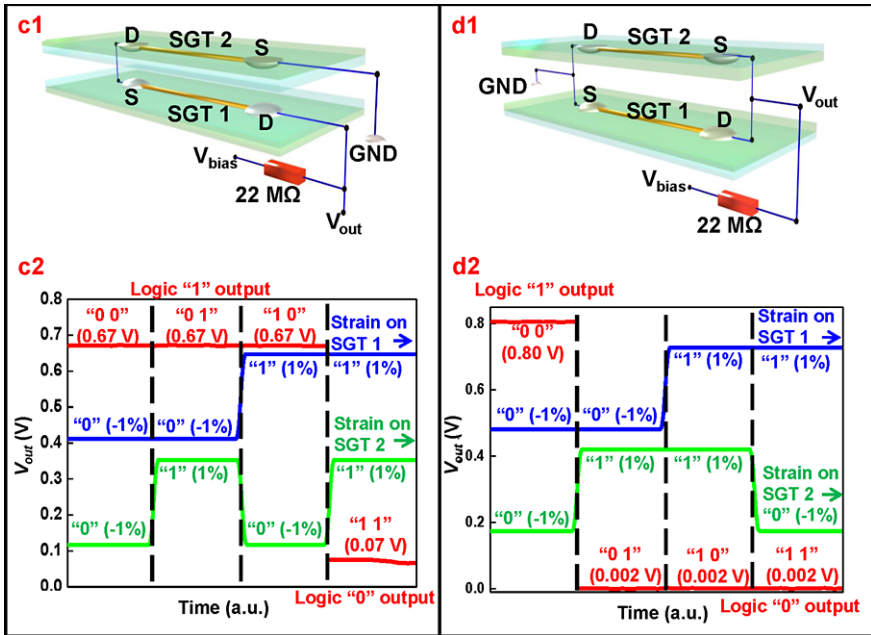 c1
D
SGT 2
S
S
SGT 1
D
GND
Vbias
22 MΩ
Vout
d1
D
SGT 2
S
GND
S
SGT 1
D
Vout
Vbias
22 MΩ
c2
Logic “1” output
0.8
0.7
0.6
0.5
0.4
0.3
0.2
0.1
0.0
Vout (V)
“0 0”
(0.67 V)
“0 1”
(0.67 V)
“1 0”
(0.67 V)
Strain on
SGT 1
“1” (1%)
“1” (1%)
“0” (-1%)
“0” (-1%)
Strain on
SGT 2
“1” (1%)
“1” (1%)
“0” (-1%)
“0” (-1%)
“1 1”
(0.07 V)
Time (a.u.)
Logic “0” output
d2
Logic “1” output
0.8
0.4
0.0
Vout (V)
“0 0”
(0.80 V)
Strain on
SGT 1
“1” (1%)
“1” (1%)
“0” (-1%)
“0” (-1%)
“1” (1%)
“1” (1%)
Strain on
SGT 2
“0” (-1%)
“0” (-1%)
“0 1”
(0.002 V)
“1 0”
(0.002 V)
“1 1”
(0.002 V)
Time (a.u.)
Logic “0” output